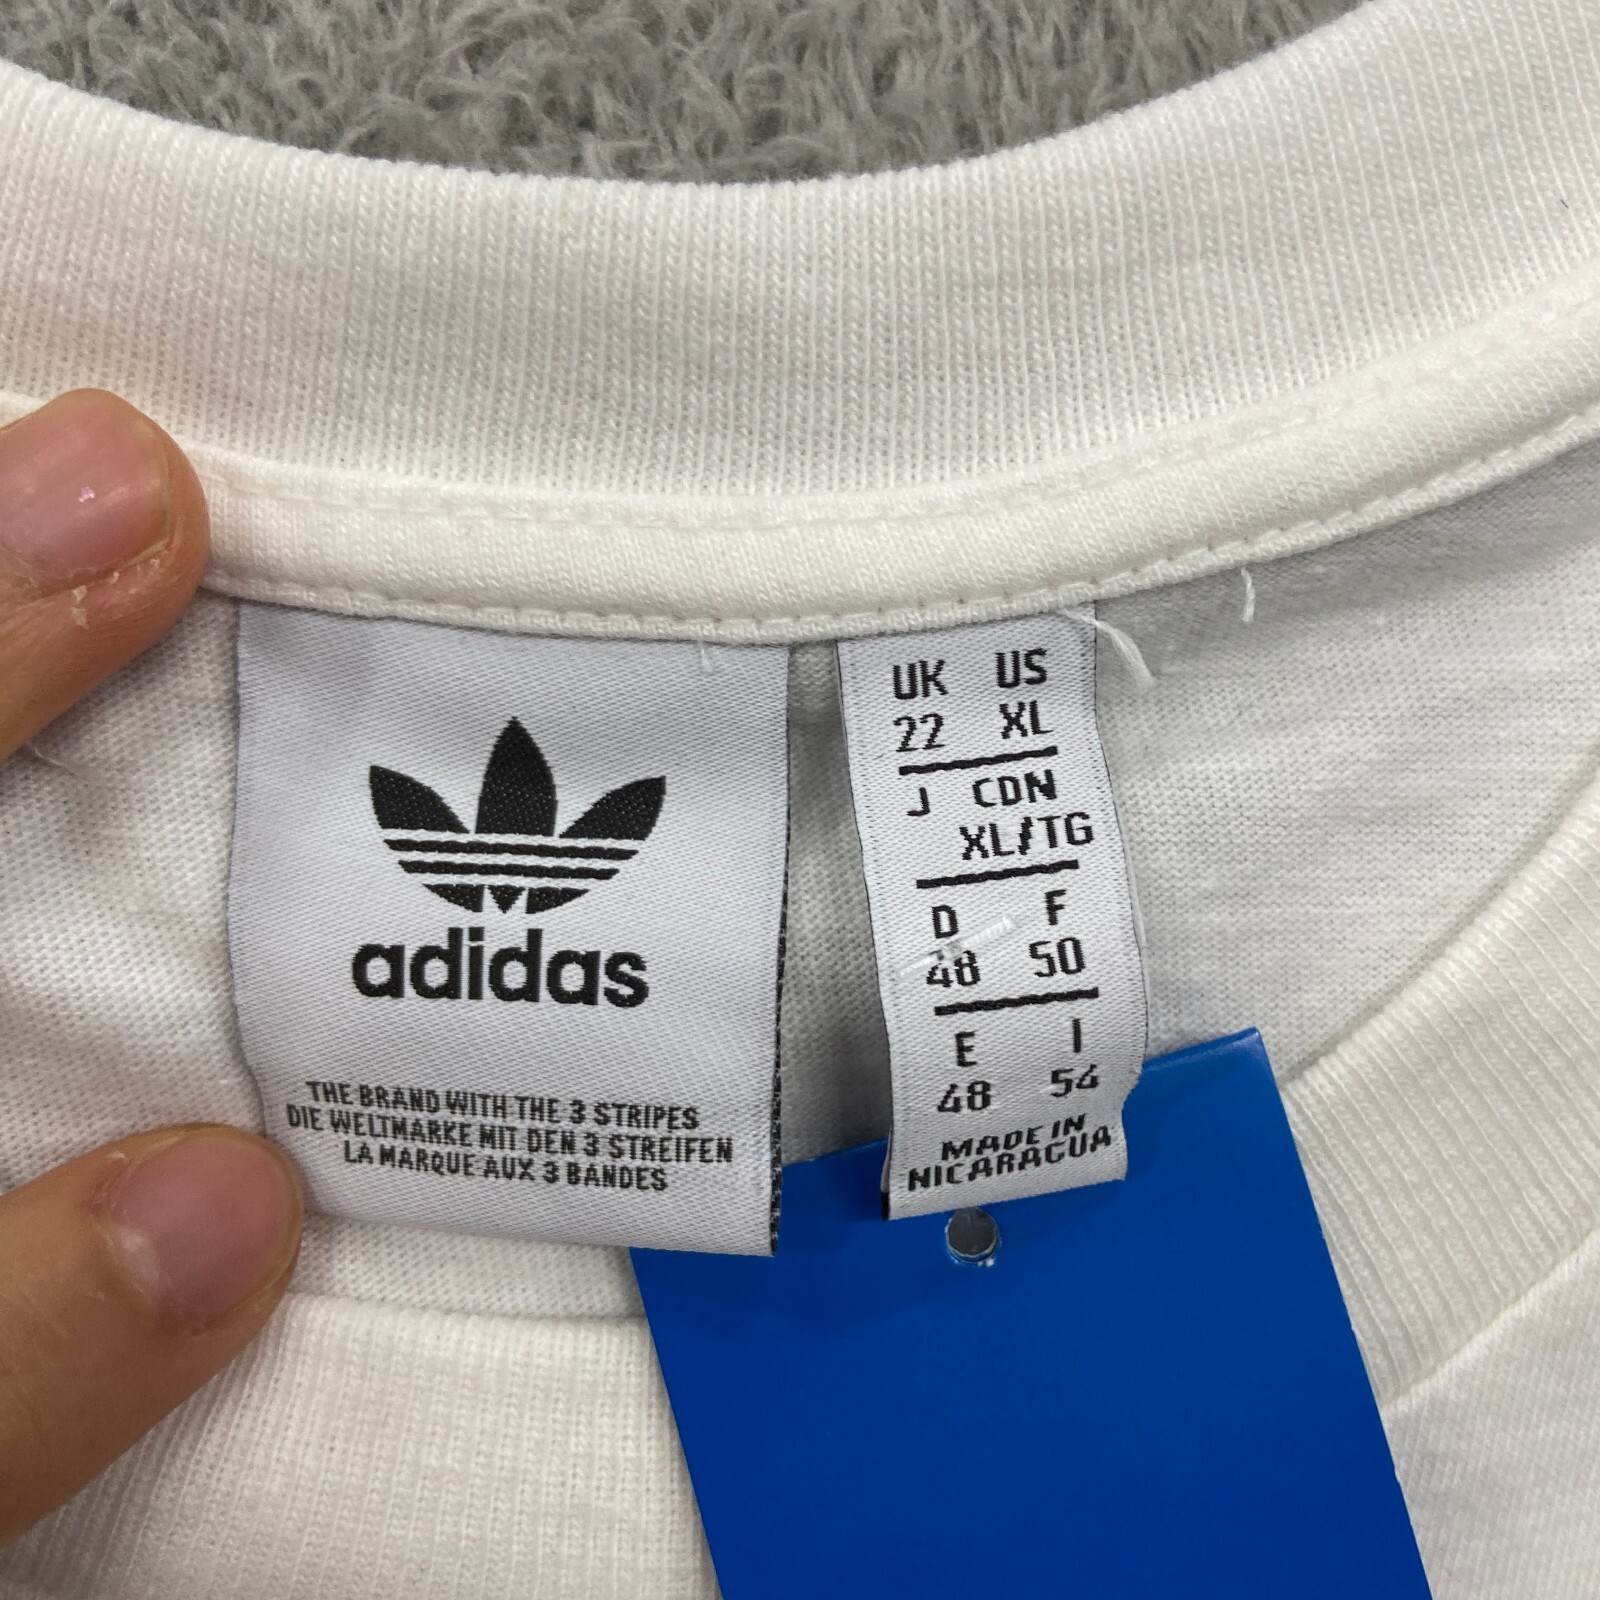 adidas
THE BRAND WITH THE 3 STRIPES
DIE WELTMARKE MIT DEN 3 STREIFEN
LA MARQUE AUX 3 BANDES
UK US
22 XL
J CDN
XL/TG
D F
48 50
E I
48 54
MADE IN
NICARAGUA